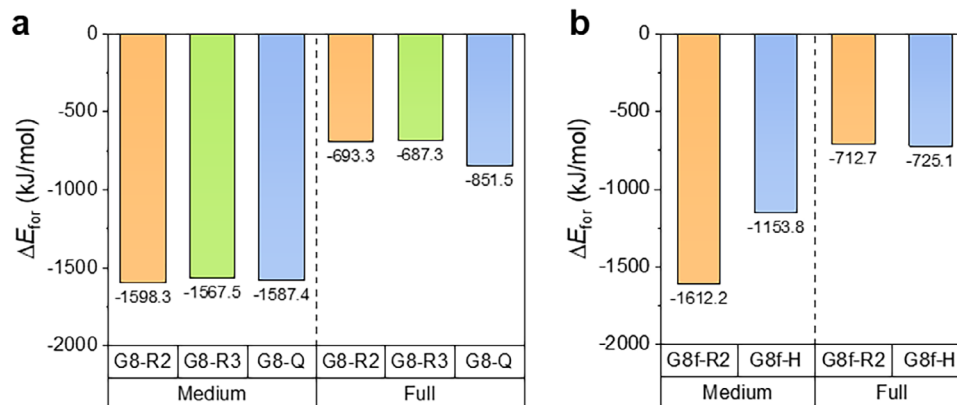 a
ΔE_for (kJ/mol)
0
-500
-1000
-1500
-2000
-1598.3
-1567.5
-1587.4
-693.3
-687.3
-851.5
G8-R2 G8-R3 G8-Q G8-R2 G8-R3 G8-Q
Medium Full
b
ΔE_for (kJ/mol)
0
-500
-1000
-1500
-2000
-1612.2
-1153.8
-712.7
-725.1
G8f-R2 G8f-H G8f-R2 G8f-H
Medium Full